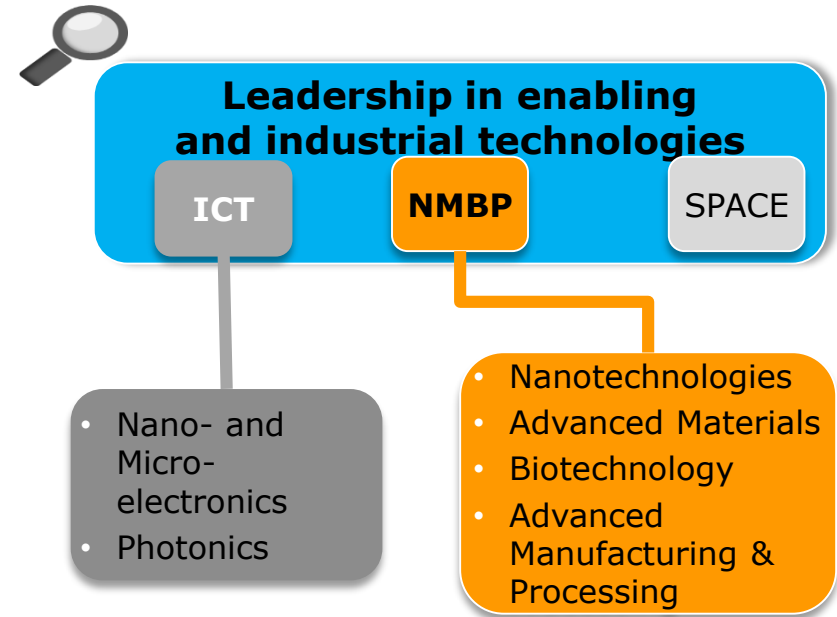 Leadership in enabling
and industrial technologies
ICT
NMBP
SPACE
• Nano- and
Micro-
electronics
• Photonics
• Nanotechnologies
• Advanced Materials
• Biotechnology
• Advanced
Manufacturing &
Processing